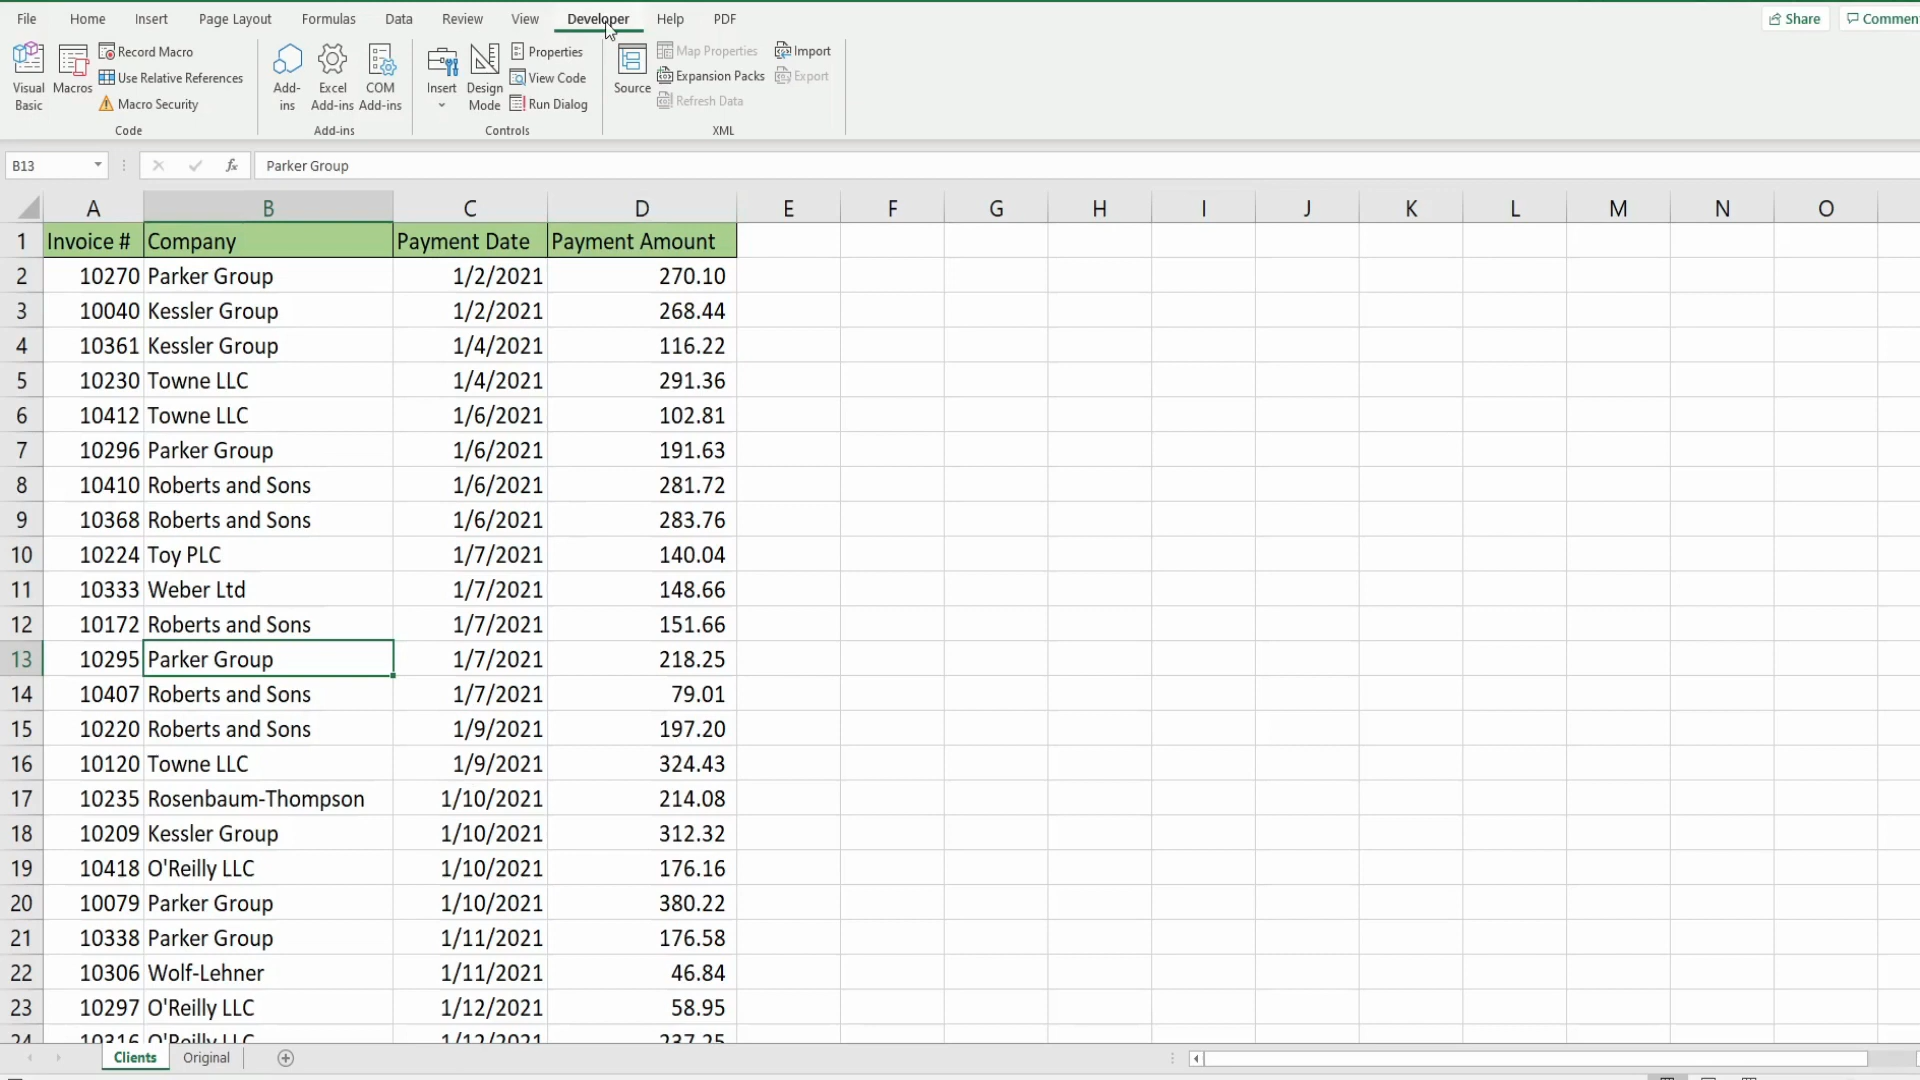 File Home Insert Page Layout Formulas Data Review View Developer Help PDF Share Commen
Visual Basic Macros Record Macro Use Relative References Macro Security
Add-ins Excel Add-ins COM Add-ins
Insert Design Mode Properties View Code Run Dialog
Source Map Properties Expansion Packs Refresh Data Import Export
Code Add-ins Controls XML
B13 fx Parker Group
A B C D E F G H I J K L M N O
1 Invoice # Company Payment Date Payment Amount
2 10270 Parker Group 1/2/2021 270.10
3 10040 Kessler Group 1/2/2021 268.44
4 10361 Kessler Group 1/4/2021 116.22
5 10230 Towne LLC 1/4/2021 291.36
6 10412 Towne LLC 1/6/2021 102.81
7 10296 Parker Group 1/6/2021 191.63
8 10410 Roberts and Sons 1/6/2021 281.72
9 10368 Roberts and Sons 1/6/2021 283.76
10 10224 Toy PLC 1/7/2021 140.04
11 10333 Weber Ltd 1/7/2021 148.66
12 10172 Roberts and Sons 1/7/2021 151.66
13 10295 Parker Group 1/7/2021 218.25
14 10407 Roberts and Sons 1/7/2021 79.01
15 10220 Roberts and Sons 1/9/2021 197.20
16 10120 Towne LLC 1/9/2021 324.43
17 10235 Rosenbaum-Thompson 1/10/2021 214.08
18 10209 Kessler Group 1/10/2021 312.32
19 10418 O'Reilly LLC 1/10/2021 176.16
20 10079 Parker Group 1/10/2021 380.22
21 10338 Parker Group 1/11/2021 176.58
22 10306 Wolf-Lehner 1/11/2021 46.84
23 10297 O'Reilly LLC 1/12/2021 58.95
24 10316 O'Reilly LLC 1/12/2021 237.25
Clients Original